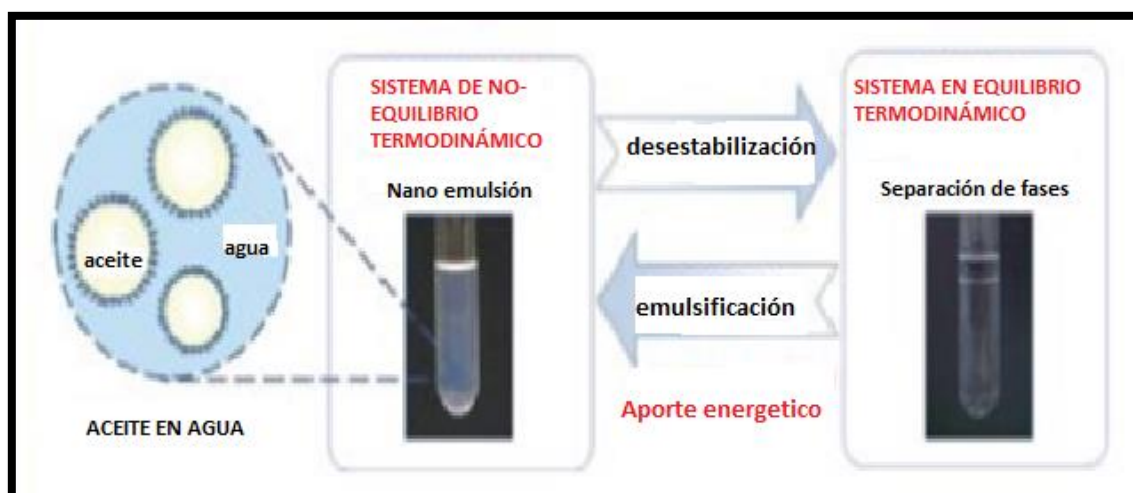 SISTEMA DE NO-
EQUILIBRIO
TERMODINÁMICO
Nano emulsión
aceite
agua
ACEITE EN AGUA
desestabilización
emulsificación
Aporte energetico
SISTEMA EN EQUILIBRIO
TERMODINÁMICO
Separación de fases